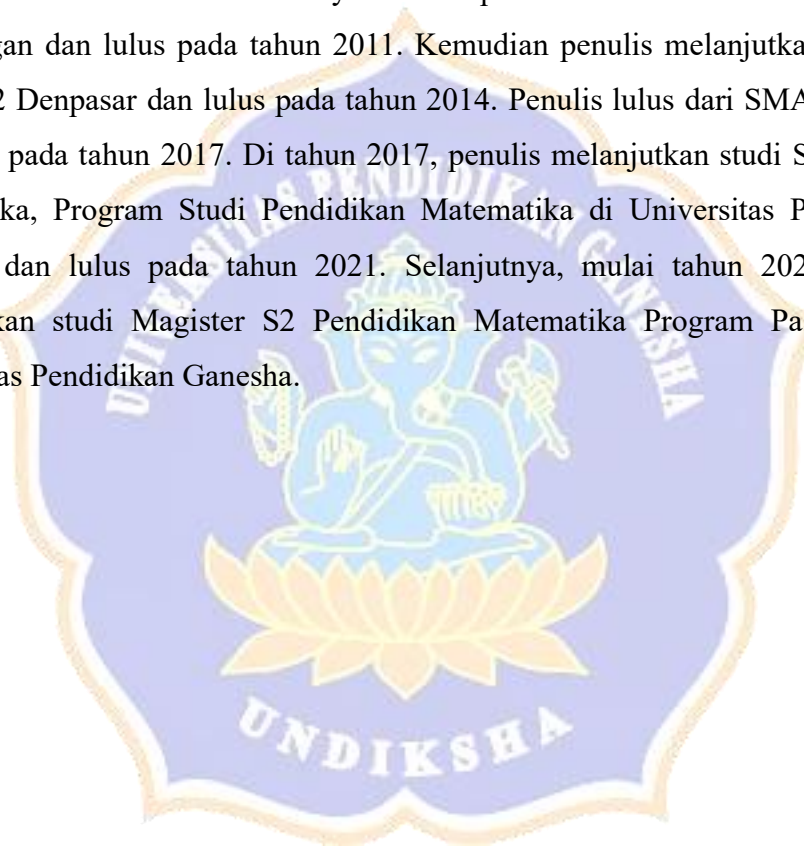 gan dan lulus pada tahun 2011. Kemudian penulis melanjutka
2 Denpasar dan lulus pada tahun 2014. Penulis lulus dari SMA
pada tahun 2017. Di tahun 2017, penulis melanjutkan studi S
ka, Program Studi Pendidikan Matematika di Universitas P
dan lulus pada tahun 2021. Selanjutnya, mulai tahun 202
kan studi Magister S2 Pendidikan Matematika Program Pa
as Pendidikan Ganesha.
UNIVERSITAS PENDIDIKAN GANESHA
UNDIKSHA